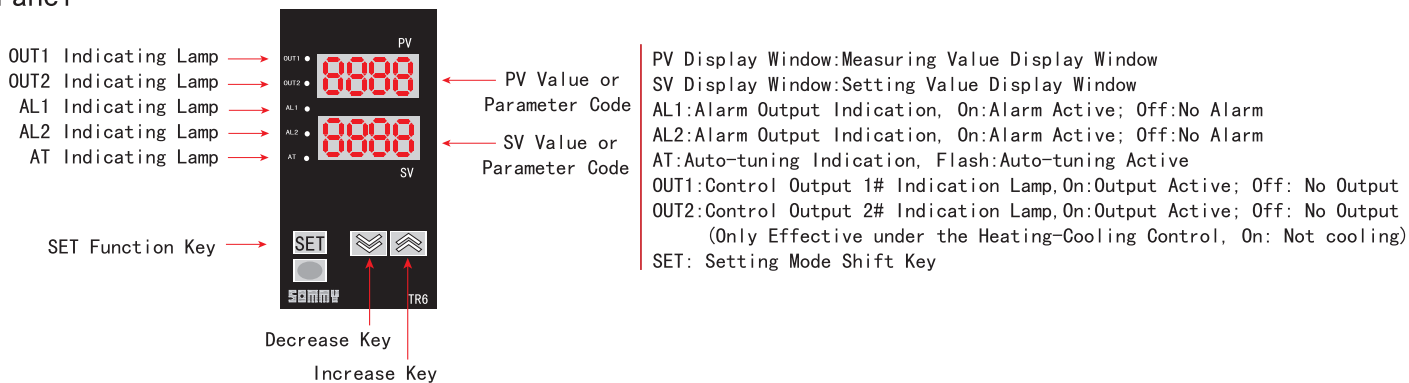 Panel
OUT1 Indicating Lamp
OUT2 Indicating Lamp
AL1 Indicating Lamp
AL2 Indicating Lamp
AT Indicating Lamp
SET Function Key
PV
OUT1
8888
OUT2
AL1
AL2
8888
AT
SV
SET
SOMMY
TR6
Decrease Key
Increase Key
PV Value or
Parameter Code
SV Value or
Parameter Code
PV Display Window:Measuring Value Display Window
SV Display Window:Setting Value Display Window
AL1:Alarm Output Indication, On:Alarm Active; Off:No Alarm
AL2:Alarm Output Indication, On:Alarm Active; Off:No Alarm
AT:Auto-tuning Indication, Flash:Auto-tuning Active
OUT1:Control Output 1# Indication Lamp,On:Output Active; Off: No Output
OUT2:Control Output 2# Indication Lamp,On:Output Active; Off: No Output
(Only Effective under the Heating-Cooling Control, On: Not cooling)
SET: Setting Mode Shift Key